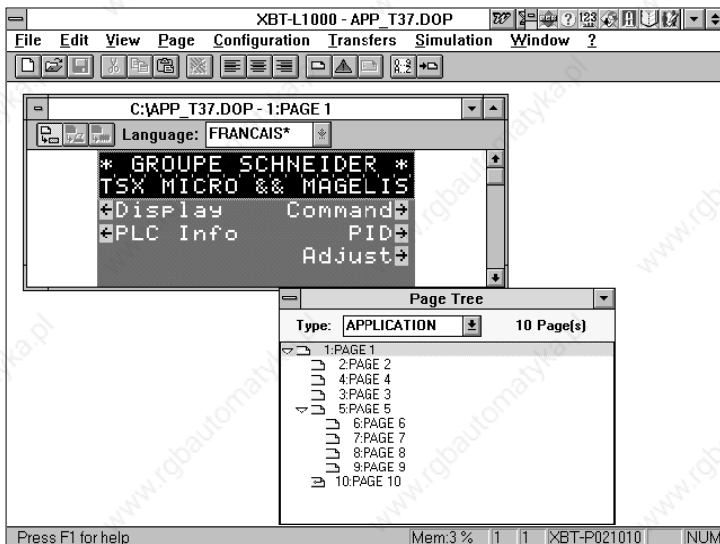 XBT-L1000 - APP_T37.DOP
File Edit View Page Configuration Transfers Simulation Window ?
C:\APP_T37.DOP - 1:PAGE 1
Language: FRANCAIS*
* GROUPE SCHNEIDER *
TSX MICRO && MAGELIS
Display Command
PLC Info PID
Adjust
Page Tree
Type: APPLICATION 10 Page(s)
1:PAGE 1
2:PAGE 2
4:PAGE 4
3:PAGE 3
5:PAGE 5
6:PAGE 6
7:PAGE 7
8:PAGE 8
9:PAGE 9
10:PAGE 10
Press F1 for help Mem:3 % 1 1 XBT-P021010 NUM